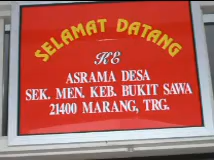 SELAMAT DATANG
KE
ASRAMA DESA
SEK. MEN. KEB. BUKIT SAWA
21400 MARANG, TRG.